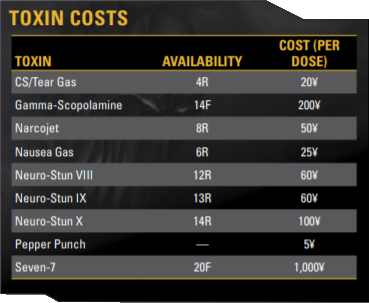 TOXIN COSTS
TOXIN AVAILABILITY COST (PER DOSE)
CS/Tear Gas 4R 20¥
Gamma-Scopolamine 14F 200¥
Narcojet 8R 50¥
Nausea Gas 6R 25¥
Neuro-Stun VIII 12R 60¥
Neuro-Stun IX 13R 60¥
Neuro-Stun X 14R 100¥
Pepper Punch — 5¥
Seven-7 20F 1,000¥